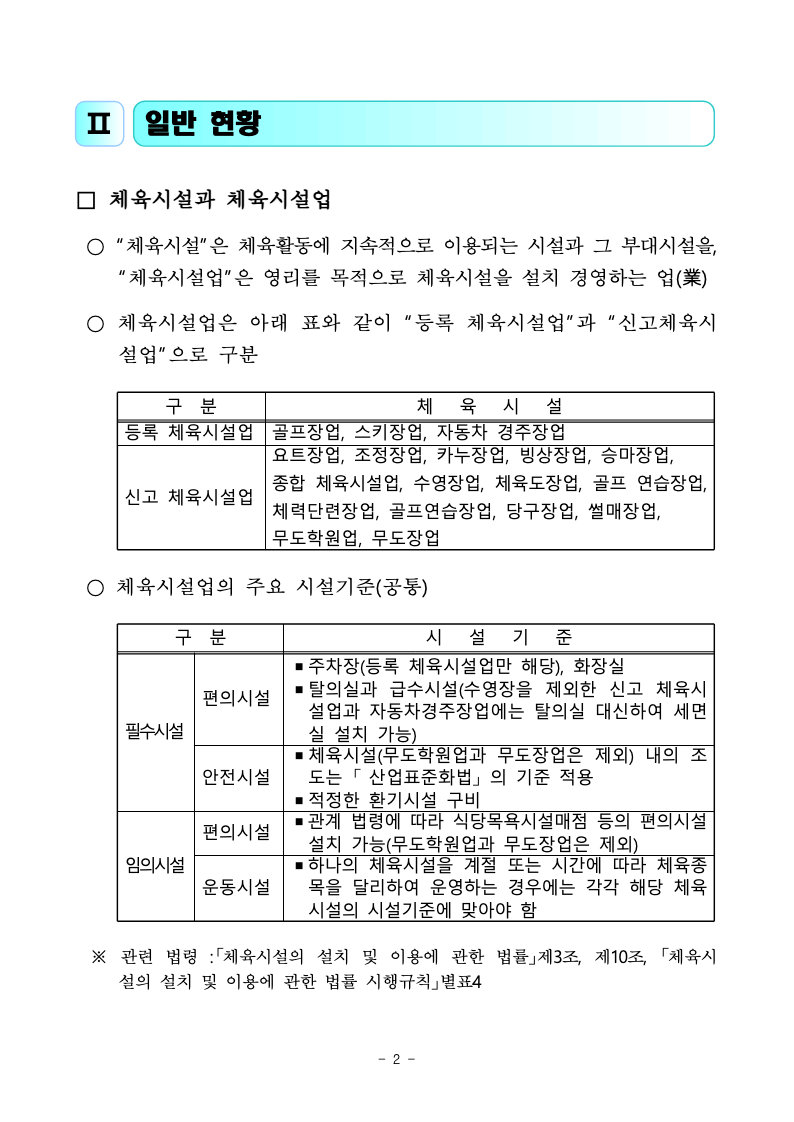 Ⅱ 일반 현황
□ 체육시설과 체육시설업
○ “체육시설”은 체육활동에 지속적으로 이용되는 시설과 그 부대시설을,
“체육시설업”은 영리를 목적으로 체육시설을 설치 경영하는 업(業)
○ 체육시설업은 아래 표와 같이 “등록 체육시설업”과 “신고체육시
설업”으로 구분
구 분 체 육 시 설
등록 체육시설업 골프장업, 스키장업, 자동차 경주장업
신고 체육시설업
요트장업, 조정장업, 카누장업, 빙상장업, 승마장업,
종합 체육시설업, 수영장업, 체육도장업, 골프 연습장업,
체력단련장업, 골프연습장업, 당구장업, 썰매장업,
무도학원업, 무도장업
○ 체육시설업의 주요 시설기준(공통)
구 분 시 설 기 준
필수시설
편의시설
▪주차장(등록 체육시설업만 해당), 화장실
▪탈의실과 급수시설(수영장을 제외한 신고 체육시
설업과 자동차경주장업에는 탈의실 대신하여 세면
실 설치 가능)
안전시설
▪체육시설(무도학원업과 무도장업은 제외) 내의 조
도는「 산업표준화법」의 기준 적용
▪적정한 환기시설 구비
임의시설
편의시설
▪관계 법령에 따라 식당목욕시설매점 등의 편의시설
설치 가능(무도학원업과 무도장업은 제외)
운동시설
▪하나의 체육시설을 계절 또는 시간에 따라 체육종
목을 달리하여 운영하는 경우에는 각각 해당 체육
시설의 시설기준에 맞아야 함
※ 관련 법령 :「체육시설의 설치 및 이용에 관한 법률」제3조, 제10조, 「체육시
설의 설치 및 이용에 관한 법률 시행규칙」별표4
- 2 -